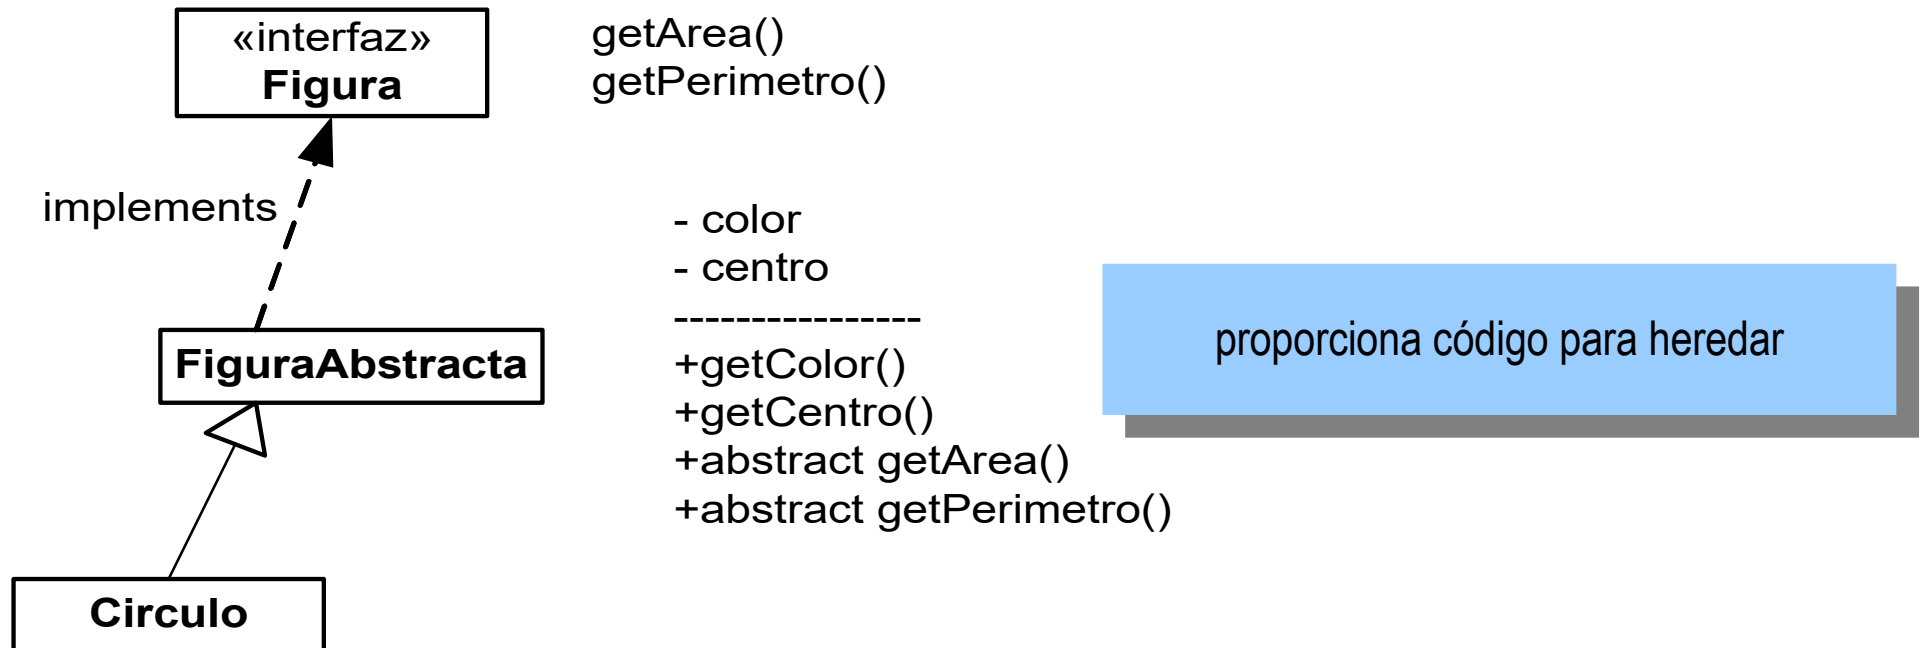 «interfaz»
Figura
getArea()
getPerimetro()
implements
- color
- centro
----------------
+getColor()
+getCentro()
+abstract getArea()
+abstract getPerimetro()
FiguraAbstracta
proporciona código para heredar
Circulo